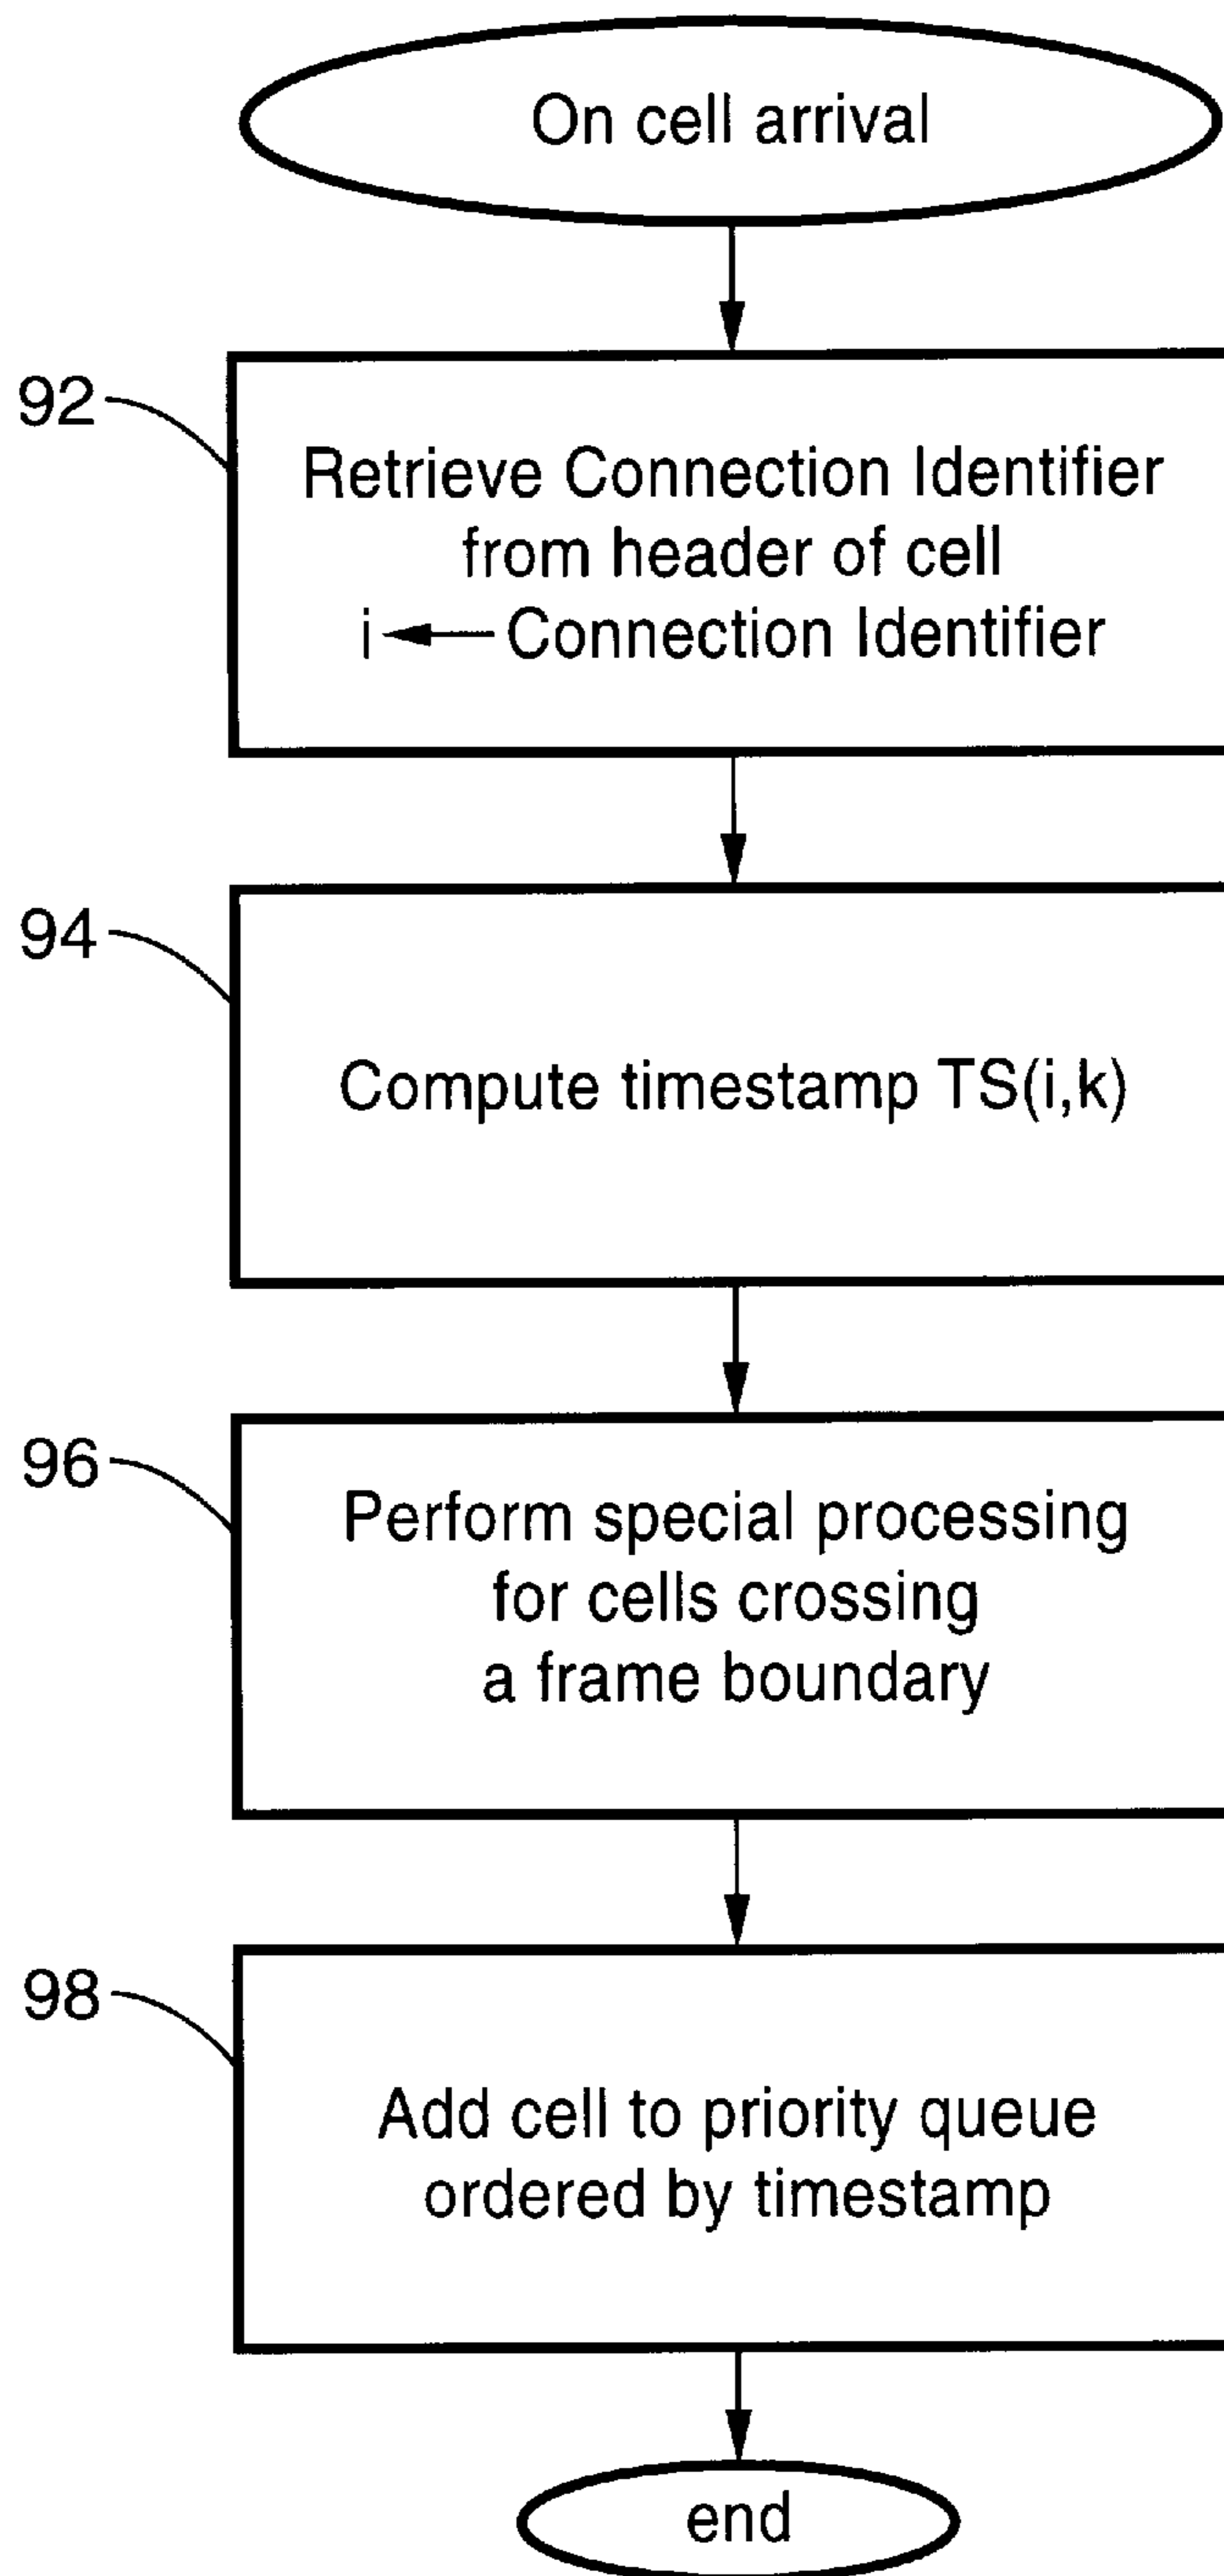 On cell arrival
92
Retrieve Connection Identifier
from header of cell
i ← Connection Identifier
94
Compute timestamp TS(i,k)
96
Perform special processing
for cells crossing
a frame boundary
98
Add cell to priority queue
ordered by timestamp
end